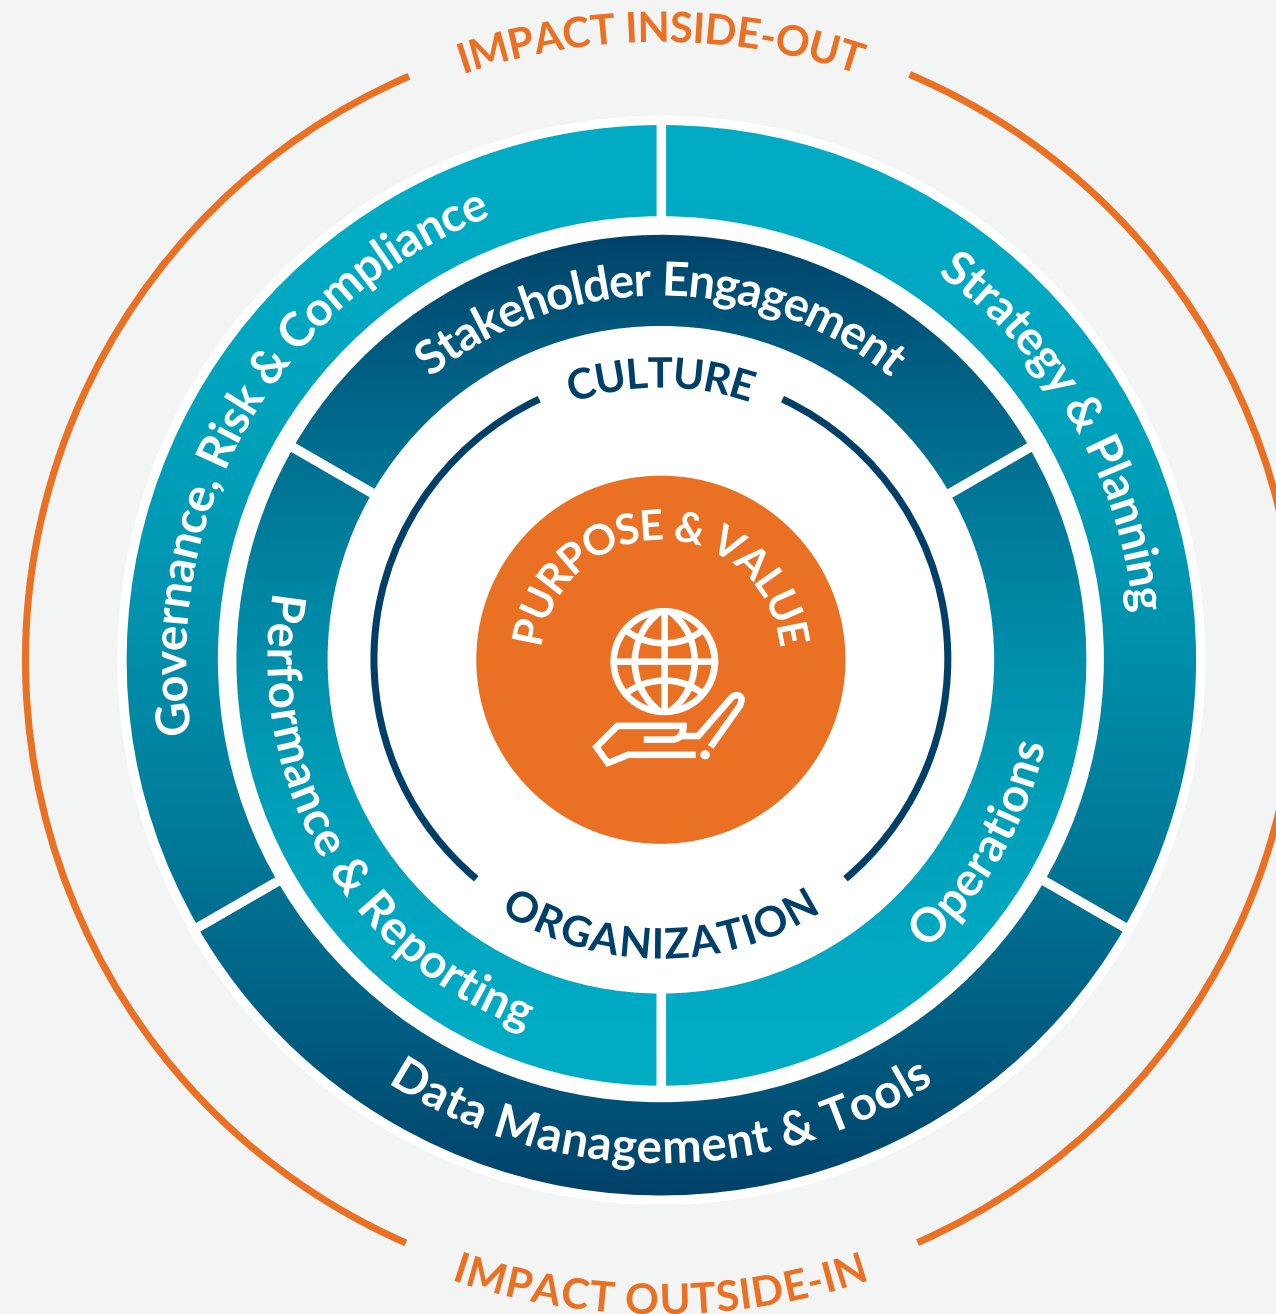 IMPACT INSIDE-OUT
Governance, Risk & Compliance
Strategy & Planning
Stakeholder Engagement
CULTURE
PURPOSE & VALUE
Performance & Reporting
Operations
ORGANIZATION
Data Management & Tools
IMPACT OUTSIDE-IN